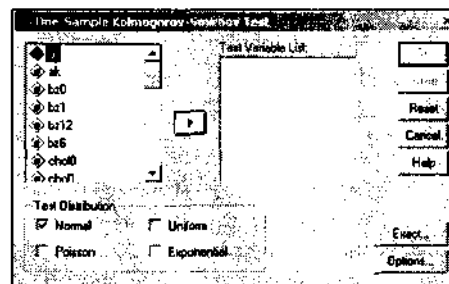 One-Sample Kolmogorov-Smirnov Test
Test Variable List:
ak
bz0
bz1
bz12
bz6
chol0
chol1
Reset
Cancel
Help
Test Distribution
Normal
Uniform
Poisson
Exponential
Exact...
Options...